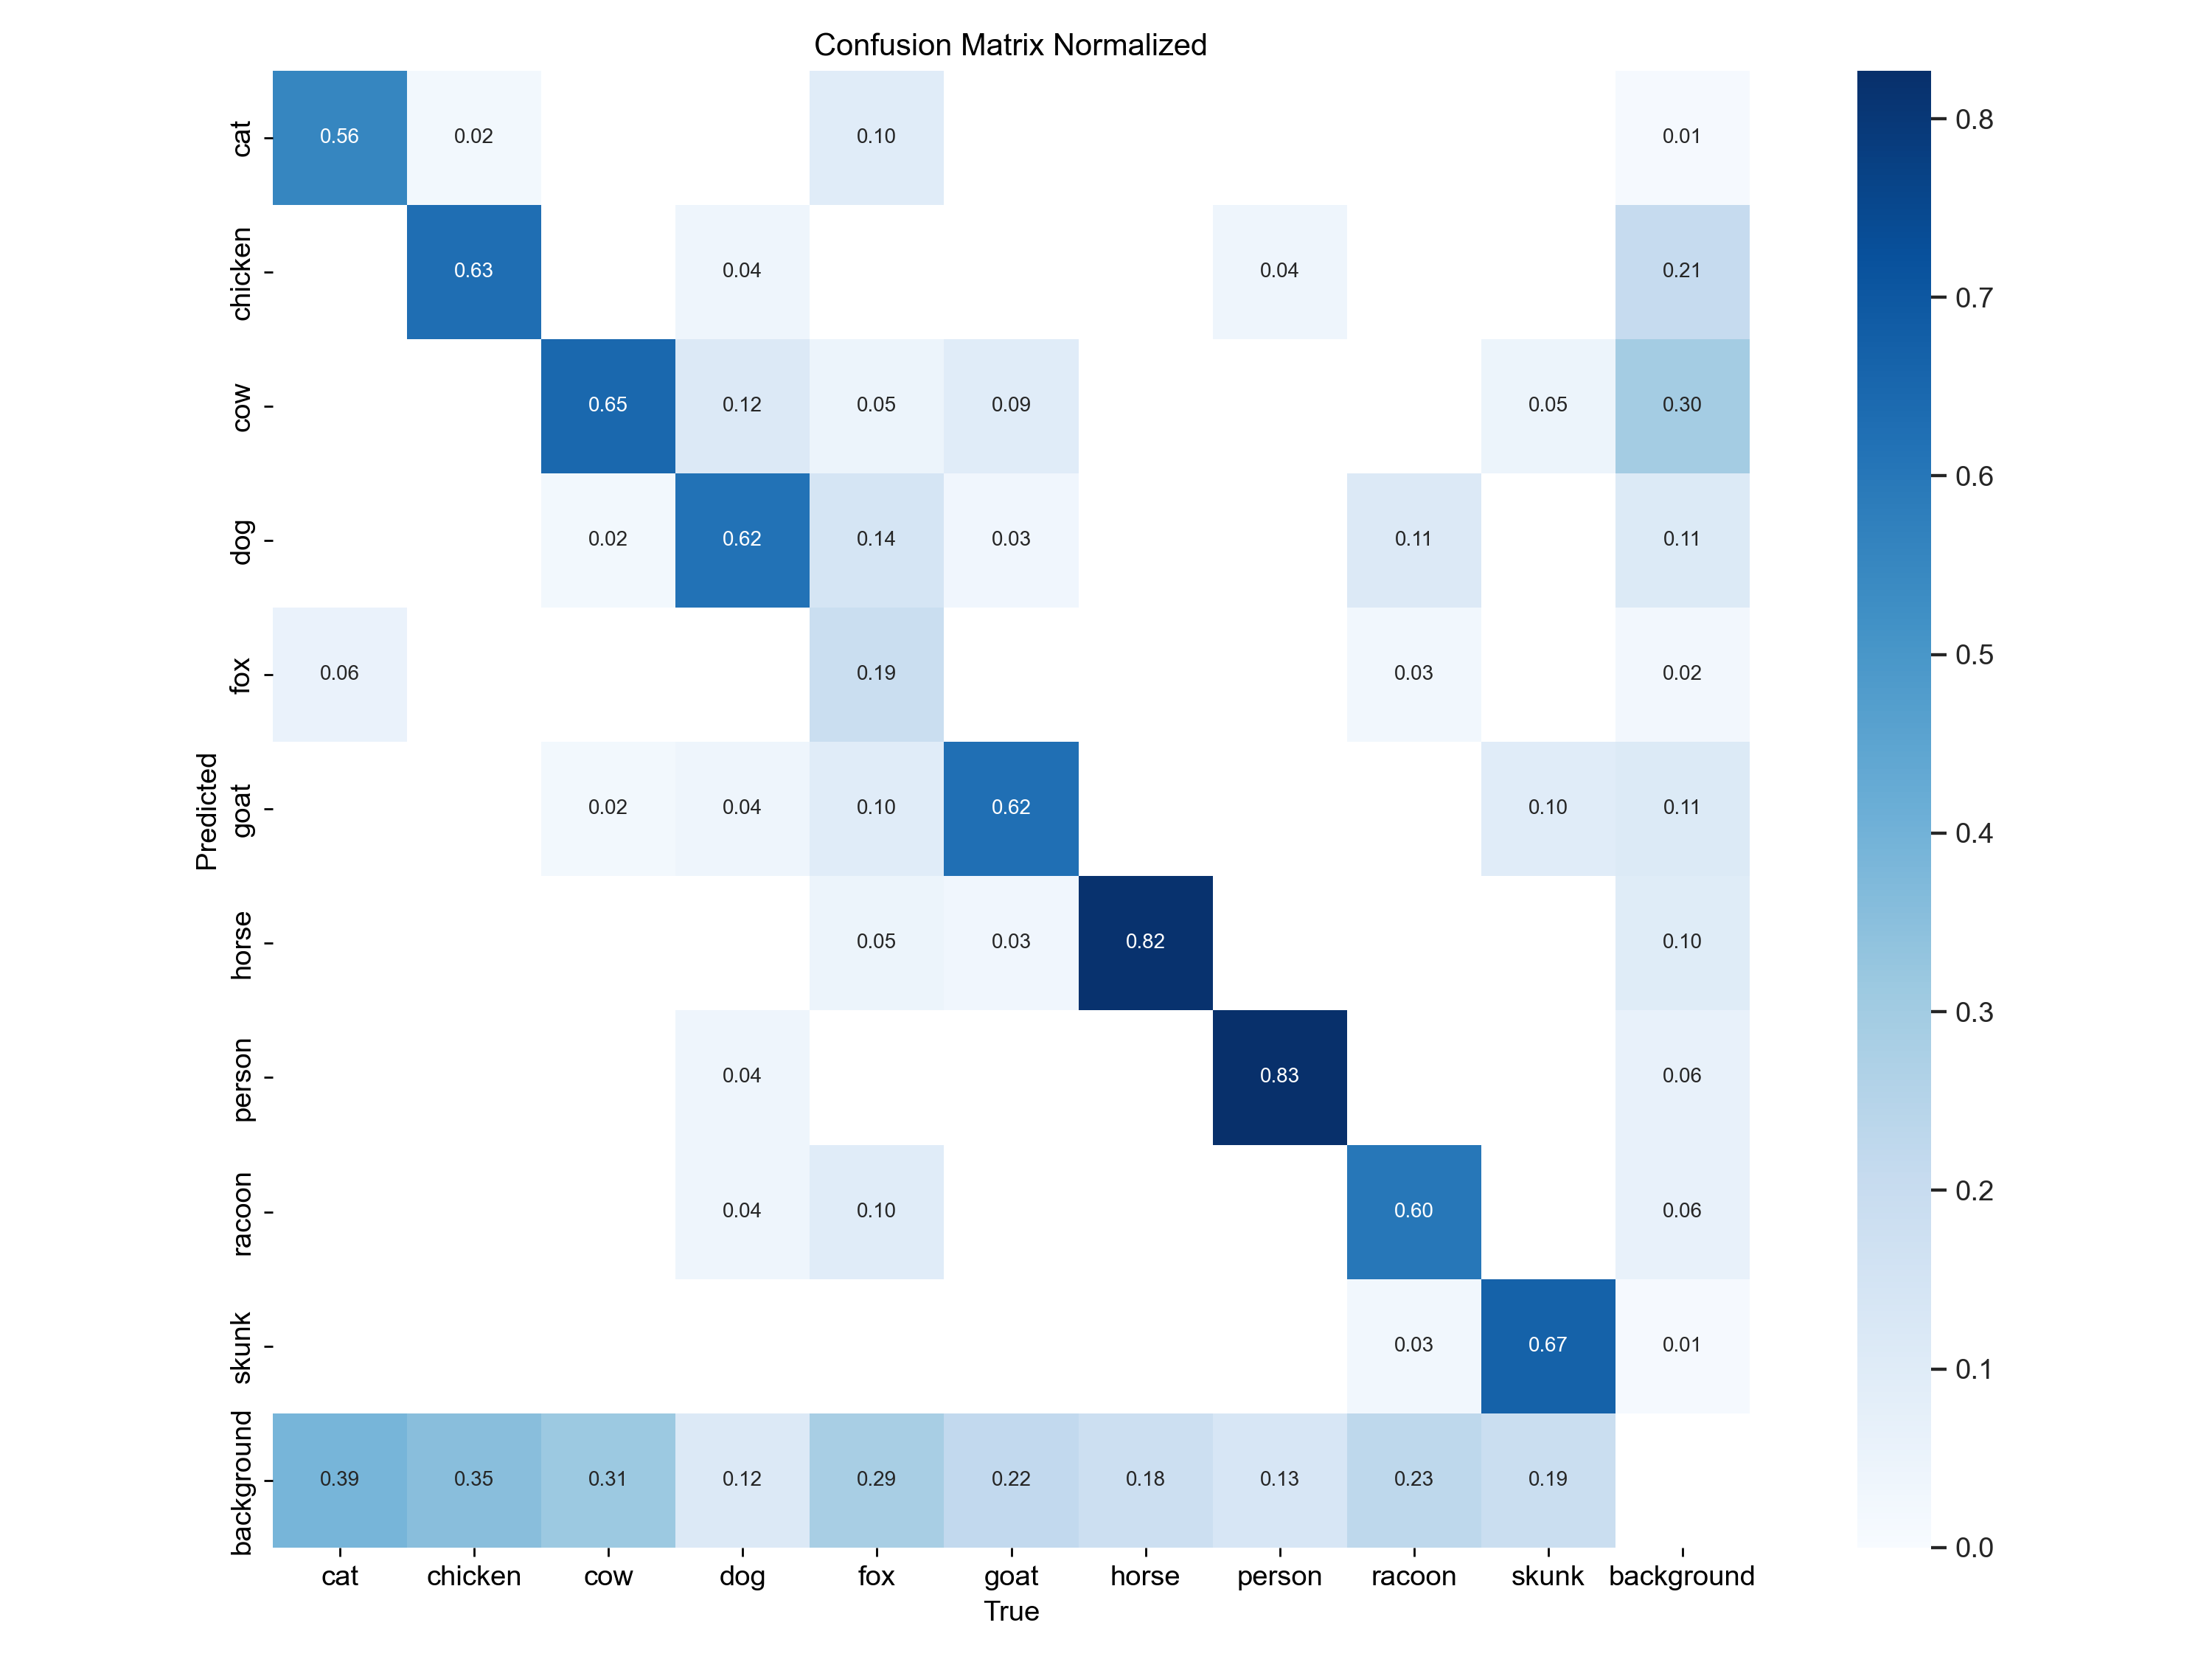 Confusion Matrix Normalized
cat 0.56 0.02 0.10 0.01
chicken 0.63 0.04 0.04 0.21
cow 0.65 0.12 0.05 0.09 0.05 0.30
dog 0.02 0.62 0.14 0.03 0.11 0.11
fox 0.06 0.19 0.03 0.02
Predicted
goat 0.02 0.04 0.10 0.62 0.10 0.11
horse 0.05 0.03 0.82 0.10
person 0.04 0.83 0.06
racoon 0.04 0.10 0.60 0.06
skunk 0.03 0.67 0.01
background 0.39 0.35 0.31 0.12 0.29 0.22 0.18 0.13 0.23 0.19
cat chicken cow dog fox goat horse person racoon skunk background
True
0.8
0.7
0.6
0.5
0.4
0.3
0.2
0.1
0.0